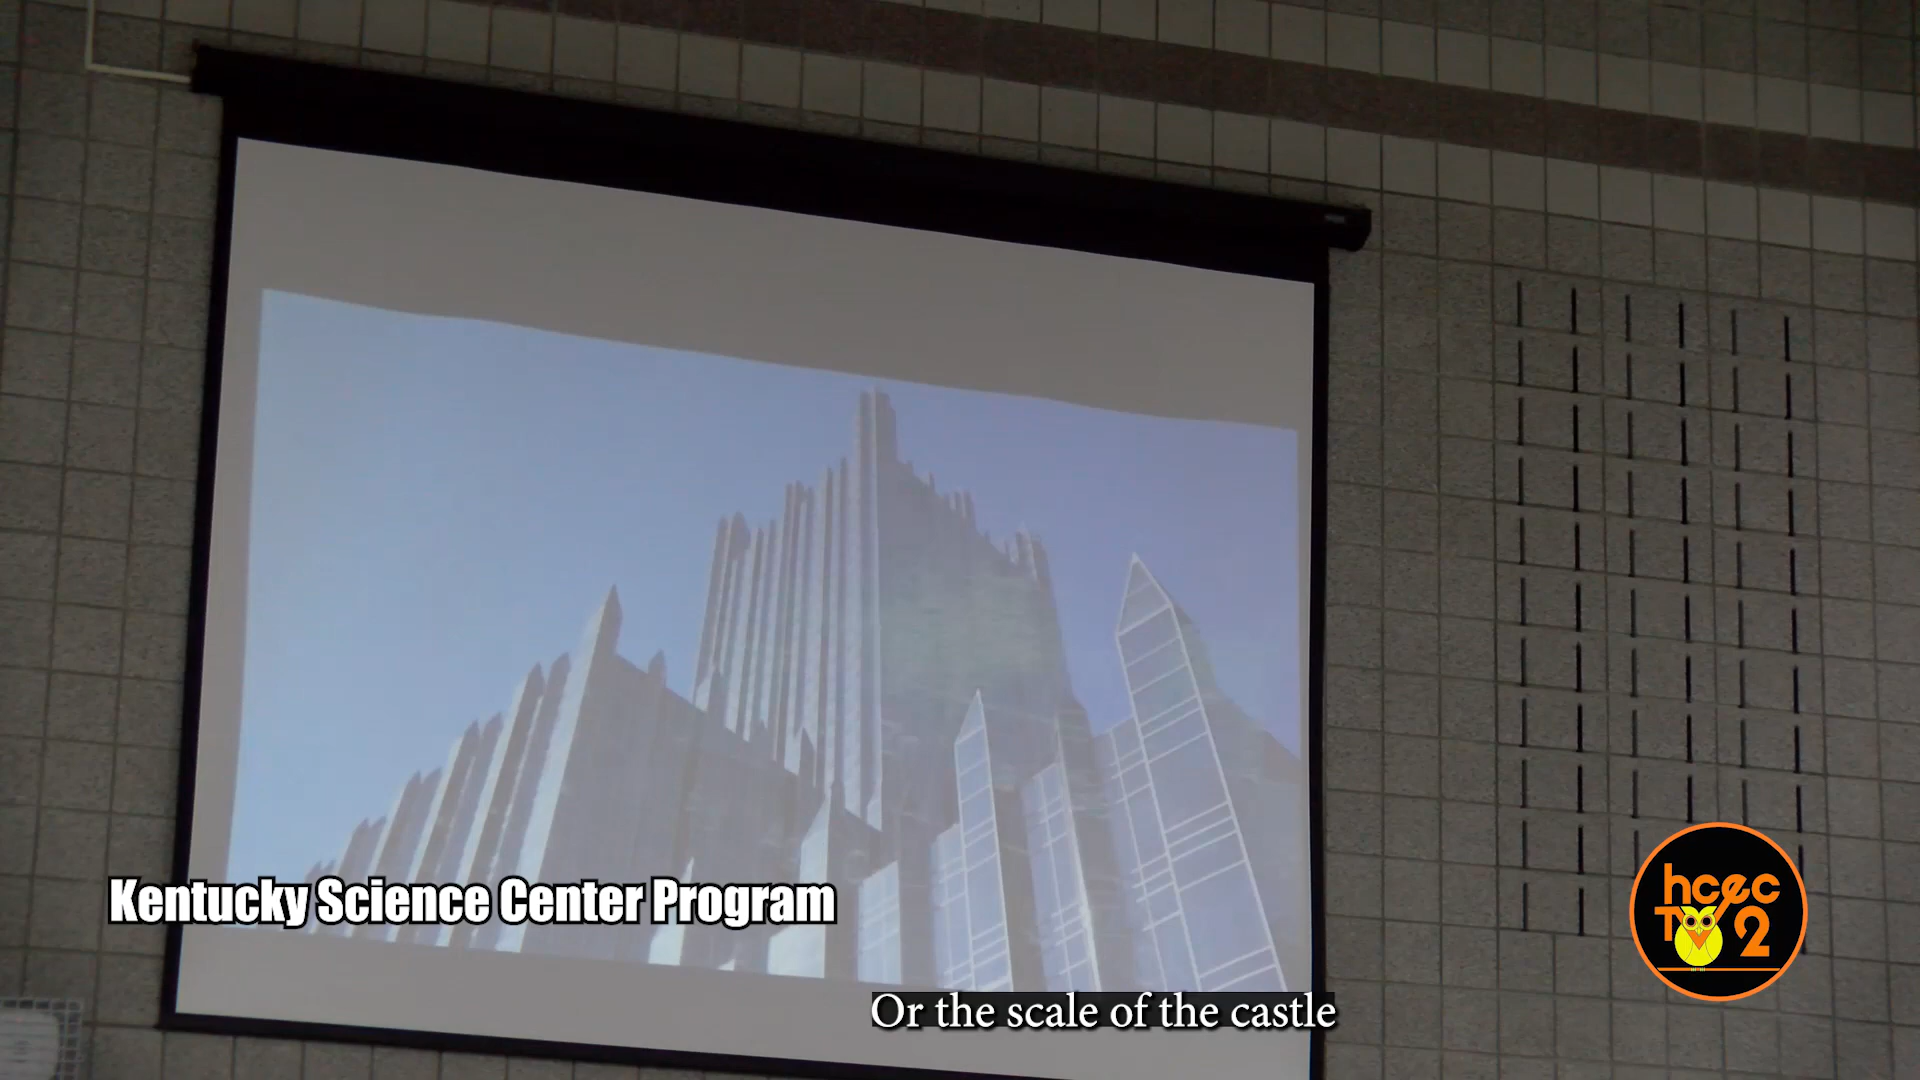 Kentucky Science Center Program
hcec
TV 2
Or the scale of the castle